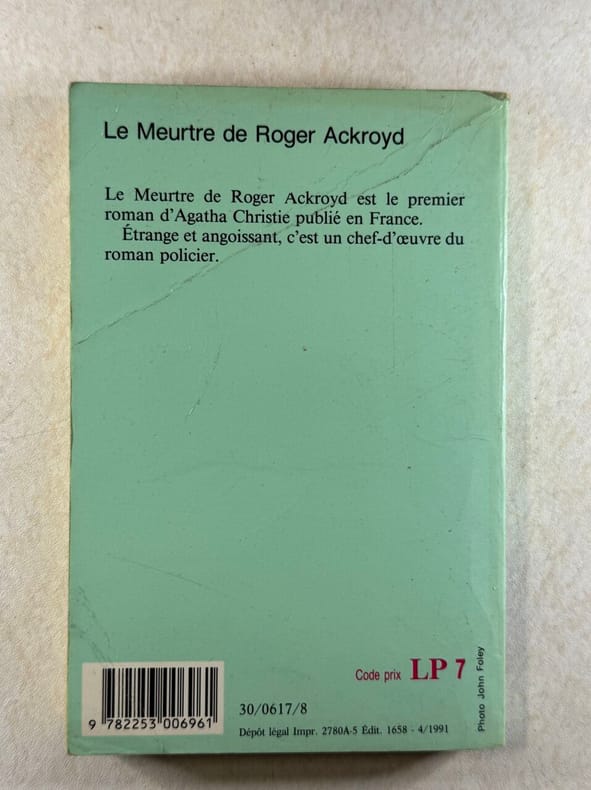 Le Meurtre de Roger Ackroyd
Le Meurtre de Roger Ackroyd est le premier
roman d'Agatha Christie publié en France.
Étrange et angoissant, c'est un chef-d'œuvre du
roman policier.
Code prix LP 7
Photo John Foley
9 782253 006961
30/0617/8
Dépôt légal Impr. 2780A-5 Édit. 1658 - 4/1991